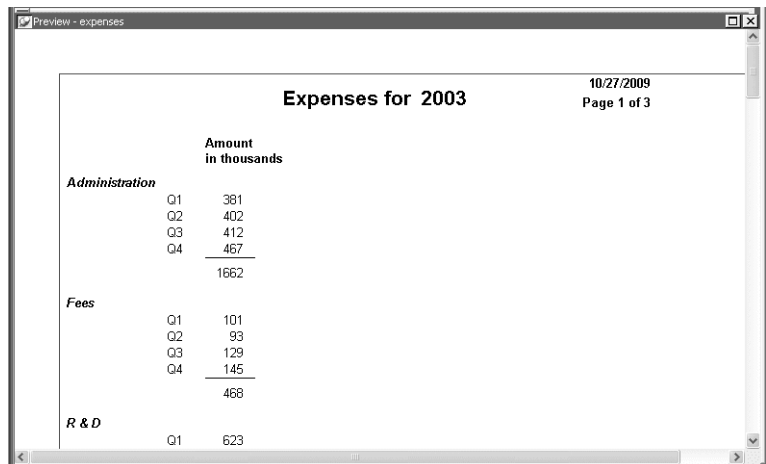 Preview - expenses
10/27/2009
Expenses for 2003
Page 1 of 3
Amount
in thousands
Administration
Q1 381
Q2 402
Q3 412
Q4 467
1662
Fees
Q1 101
Q2 93
Q3 129
Q4 145
468
R & D
Q1 623